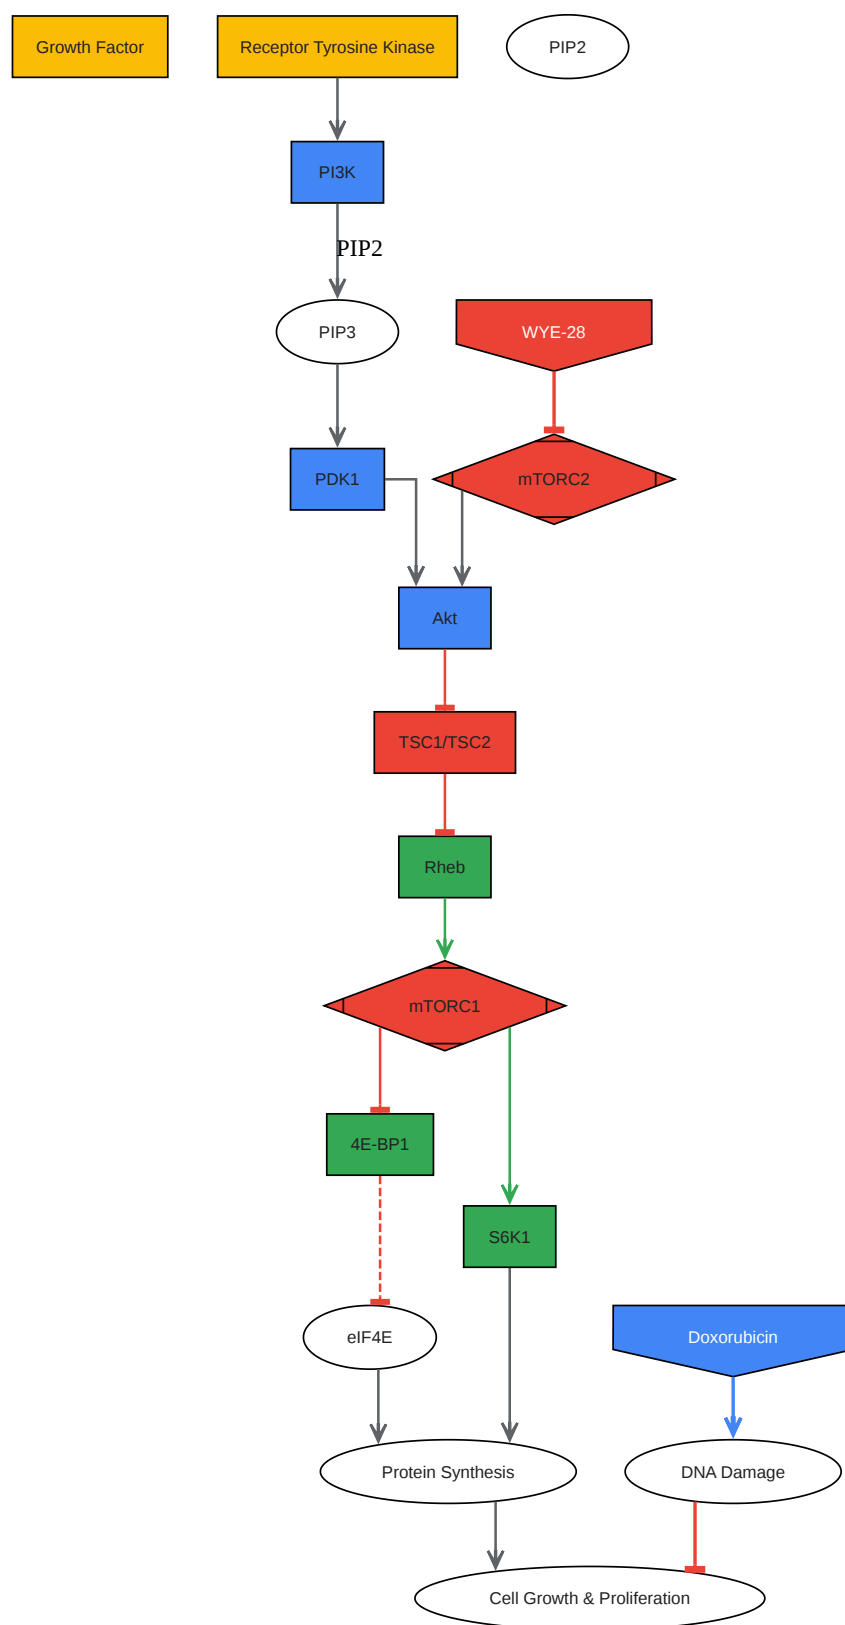 Growth Factor
Receptor Tyrosine Kinase
PIP2
PI3K
PIP2
PIP3
WYE-28
PDK1
mTORC2
Akt
TSC1/TSC2
Rheb
mTORC1
4E-BP1
S6K1
eIF4E
Doxorubicin
Protein Synthesis
DNA Damage
Cell Growth & Proliferation